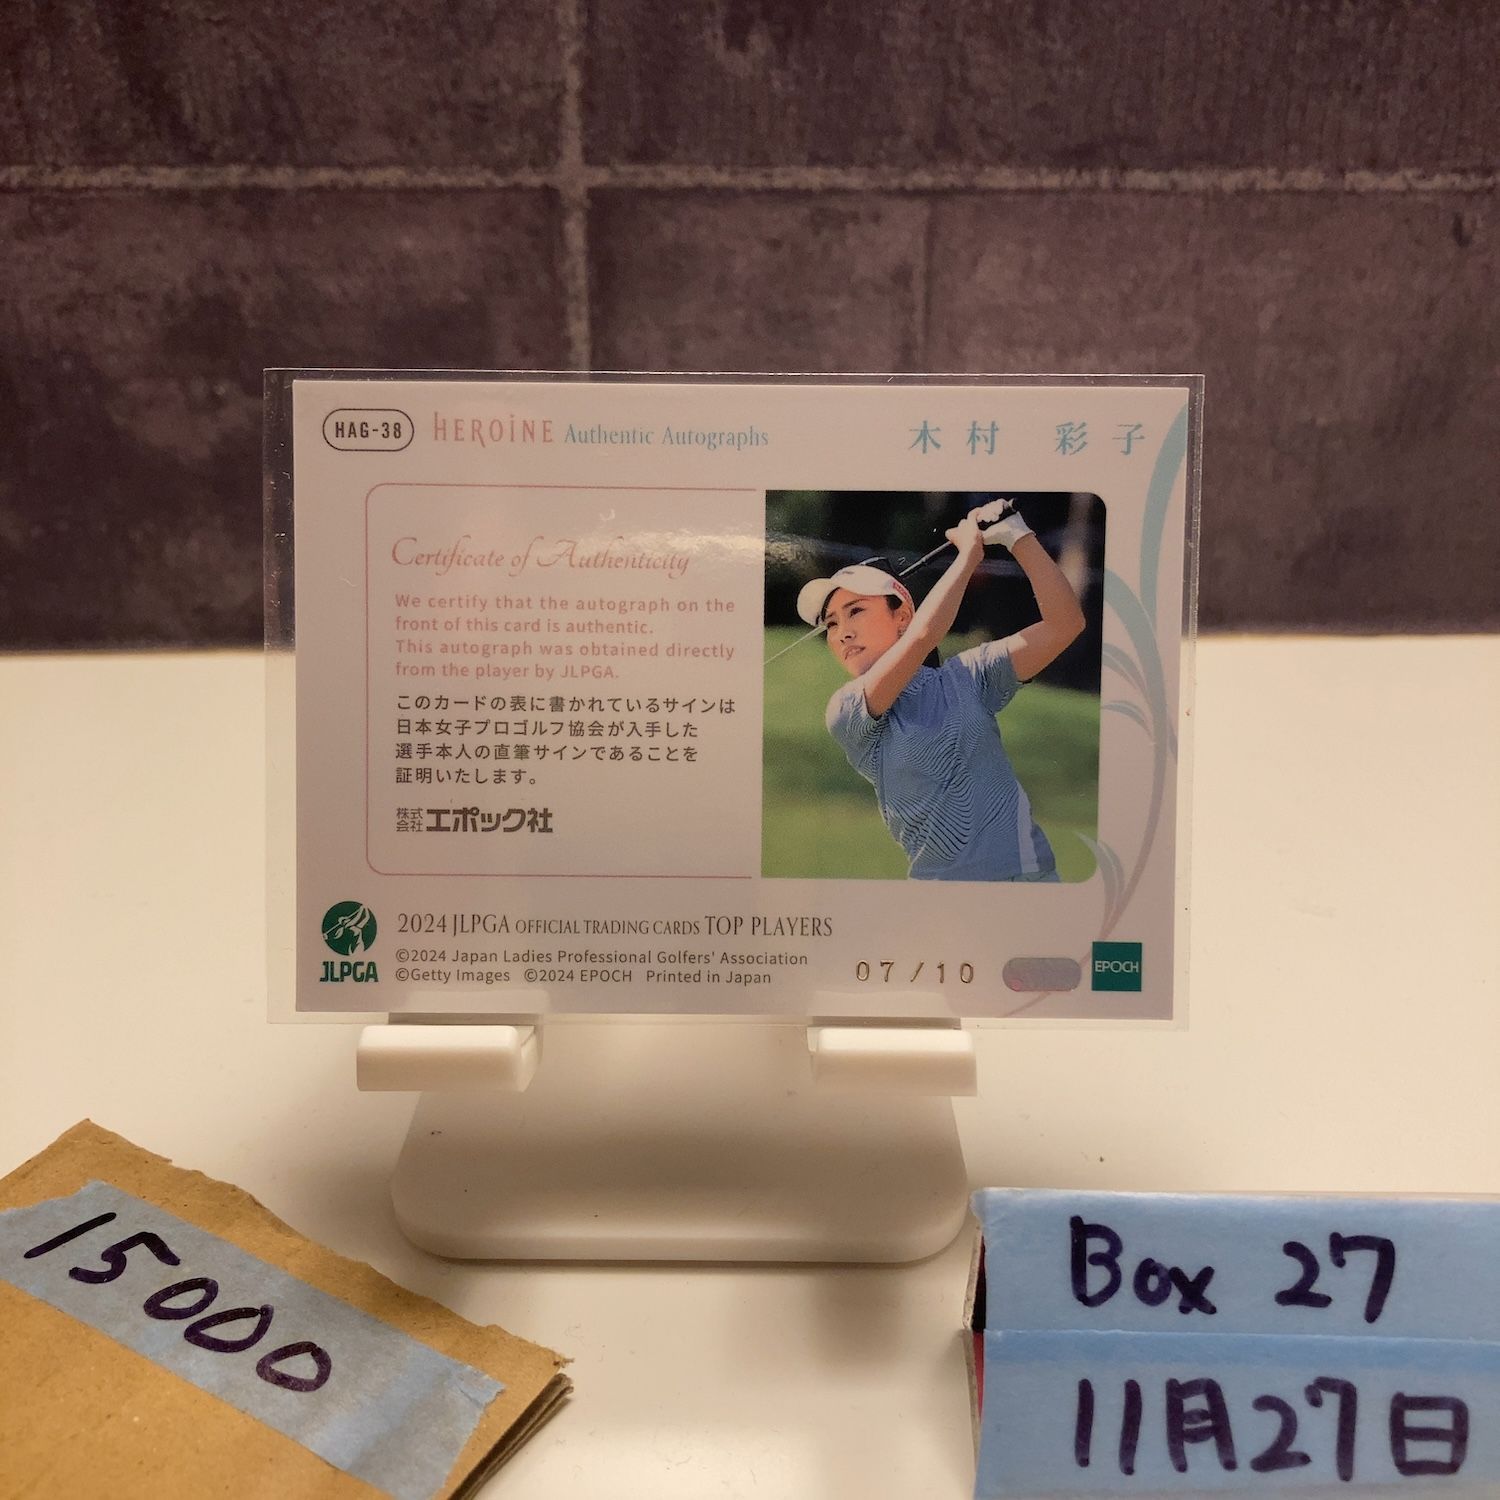 HAG-38 HEROINE Authentic Autographs 木村 彩子
Certificate of Authenticity
We certify that the autograph on the
front of this card is authentic.
This autograph was obtained directly
from the player by JLPGA.
このカードの表に書かれているサインは
日本女子プロゴルフ協会が入手した
選手本人の直筆サインであることを
証明いたします。
株式会社エポック社
JLPGA
2024 JLPGA OFFICIAL TRADING CARDS TOP PLAYERS
©2024 Japan Ladies Professional Golfers' Association
©Getty Images ©2024 EPOCH Printed in Japan
07/10
EPOCH
15000
Box 27
11月27日